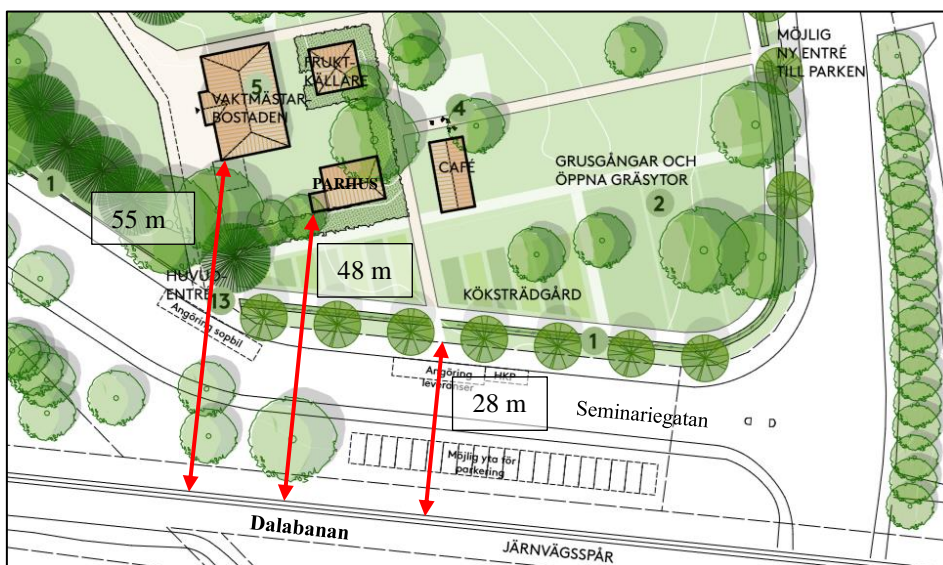 MÖJLIG
NY ENTRÉ
TILL PARKEN
FRUKT-
KÄLLARE
5
VAKTMÄSTAR-
BOSTADEN
4
CAFÉ
PARHUS
GRUSGÅNGAR OCH
ÖPPNA GRÄSYTOR
2
1
55 m
48 m
HUVUD-
ENTRÉ
13
KÖKSTRÄDGÅRD
Angöring sopbil
1
Angöring
leveranser
HKP
28 m
Seminariegatan
Möjlig yta för
parkering
Dalabanan
JÄRNVÄGSSPÅR